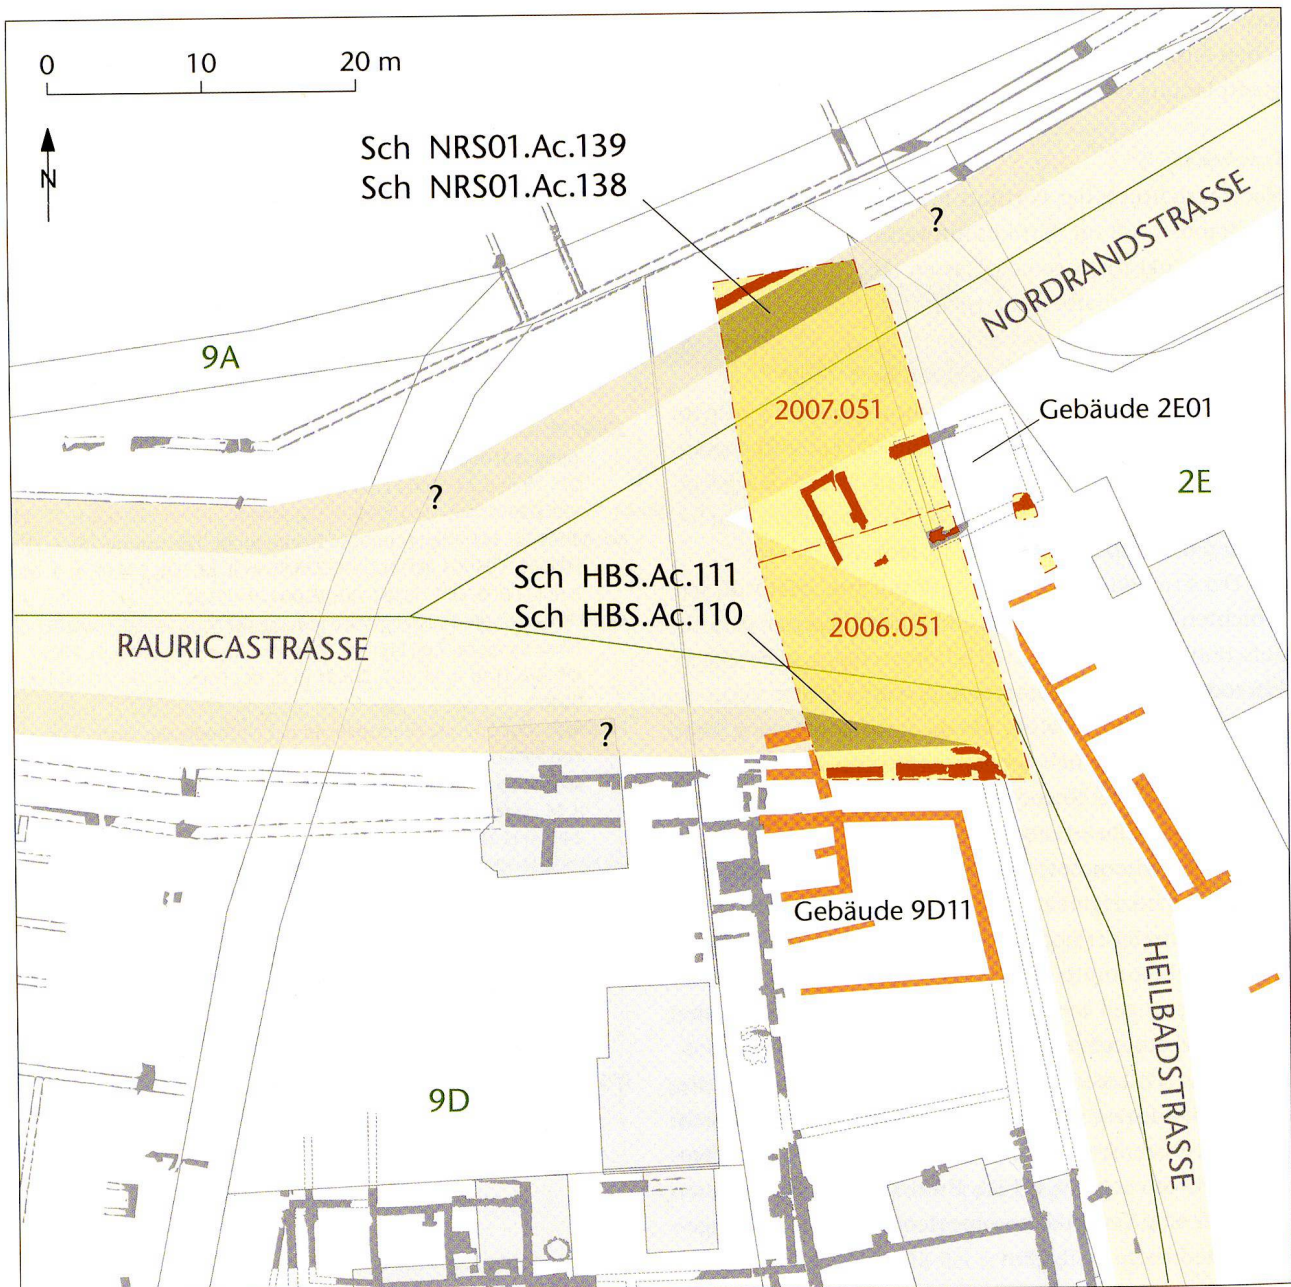 0 10 20 m
N
Sch NRS01.Ac.139
Sch NRS01.Ac.138
?
NORDRANDSTRASSE
9A
2007.051
Gebäude 2E01
2E
?
Sch HBS.Ac.111
Sch HBS.Ac.110
2006.051
RAURICASTRASSE
?
Gebäude 9D11
HEILBADSTRASSE
9D